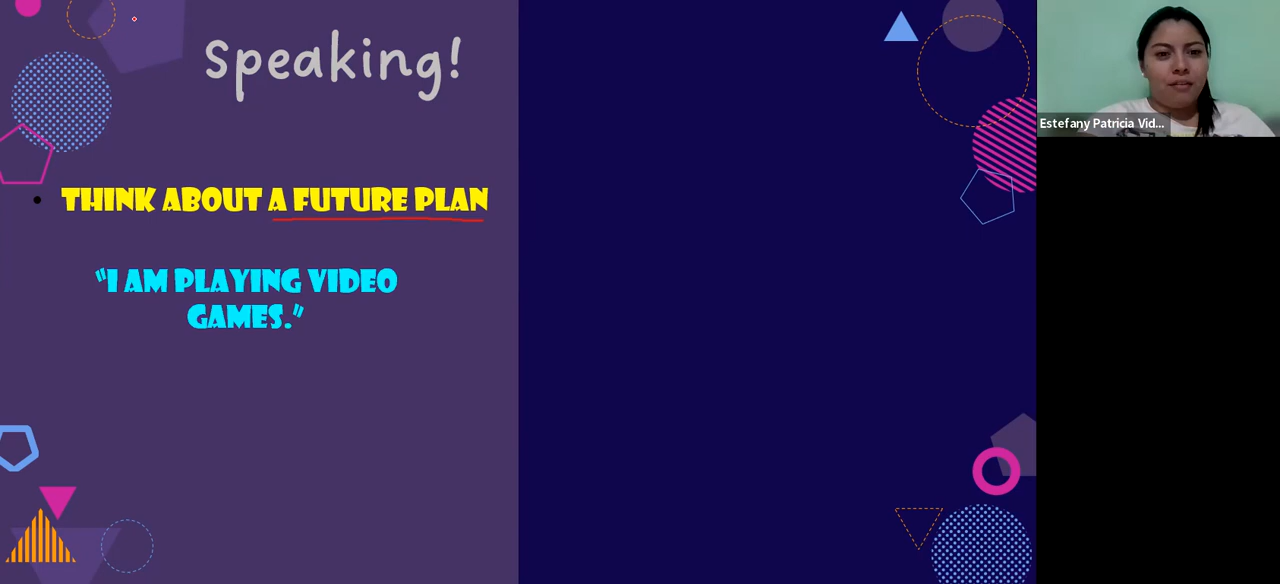 Speaking!
THINK ABOUT A FUTURE PLAN
"I AM PLAYING VIDEO
GAMES."
Estefany Patricia Vid...